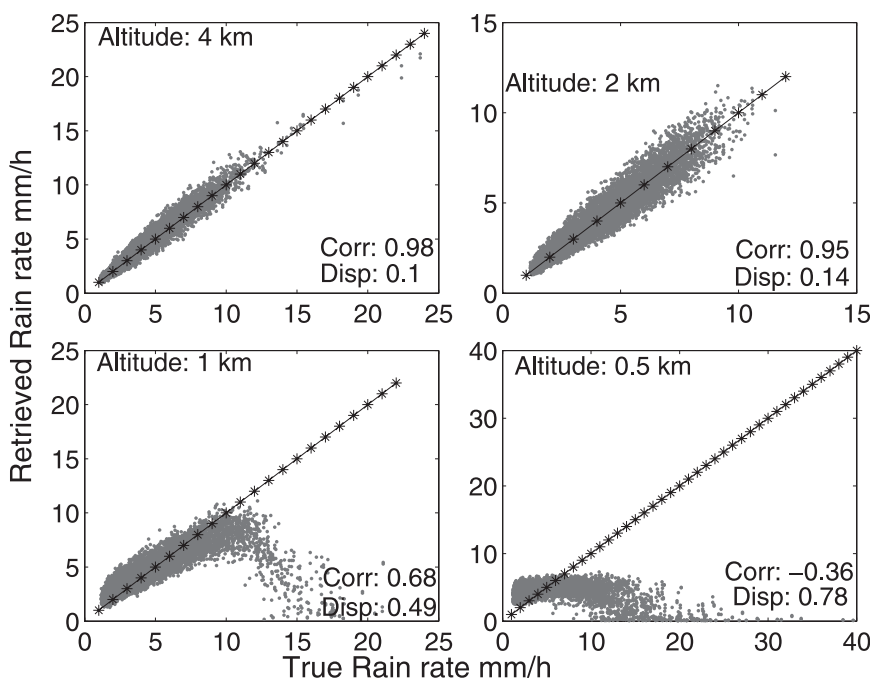 Retrieved Rain rate mm/h
25
20
15
10
5
0
Altitude: 4 km
Corr: 0.98
Disp: 0.1
0 5 10 15 20 25
15
10
5
0
Altitude: 2 km
Corr: 0.95
Disp: 0.14
0 5 10 15
25
20
15
10
5
0
Altitude: 1 km
Corr: 0.68
Disp: 0.49
0 5 10 15 20 25
40
30
20
10
0
Altitude: 0.5 km
Corr: −0.36
Disp: 0.78
0 10 20 30 40
True Rain rate mm/h